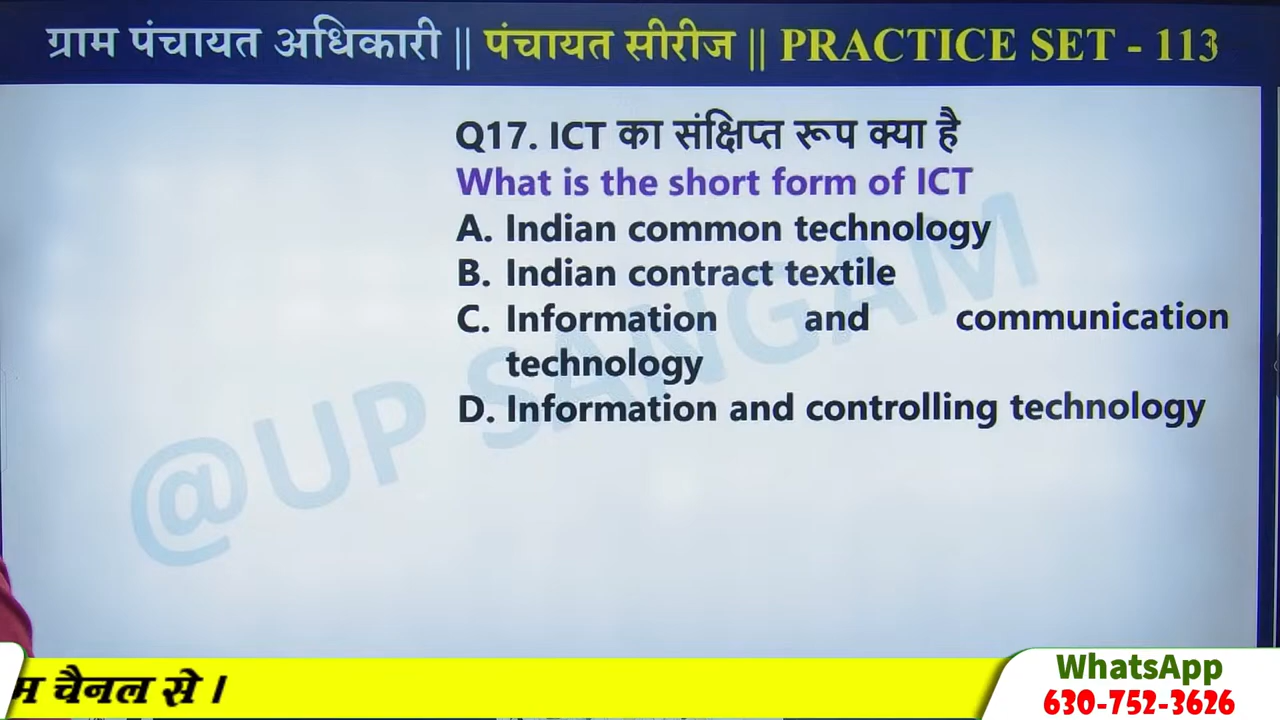 ग्राम पंचायत अधिकारी || पंचायत सीरीज || PRACTICE SET - 113
Q17. ICT का संक्षिप्त रूप क्या है
What is the short form of ICT
A. Indian common technology
B. Indian contract textile
C. Information and communication
technology
D. Information and controlling technology
@UP SANGAM
म चैनल से ।
WhatsApp
630-752-3626